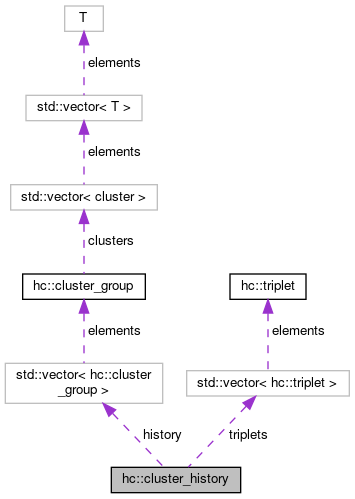 T
elements
std::vector< T >
elements
std::vector< cluster >
clusters
hc::cluster_group
hc::triplet
elements
elements
std::vector< hc::cluster
_group >
std::vector< hc::triplet >
history
triplets
hc::cluster_history